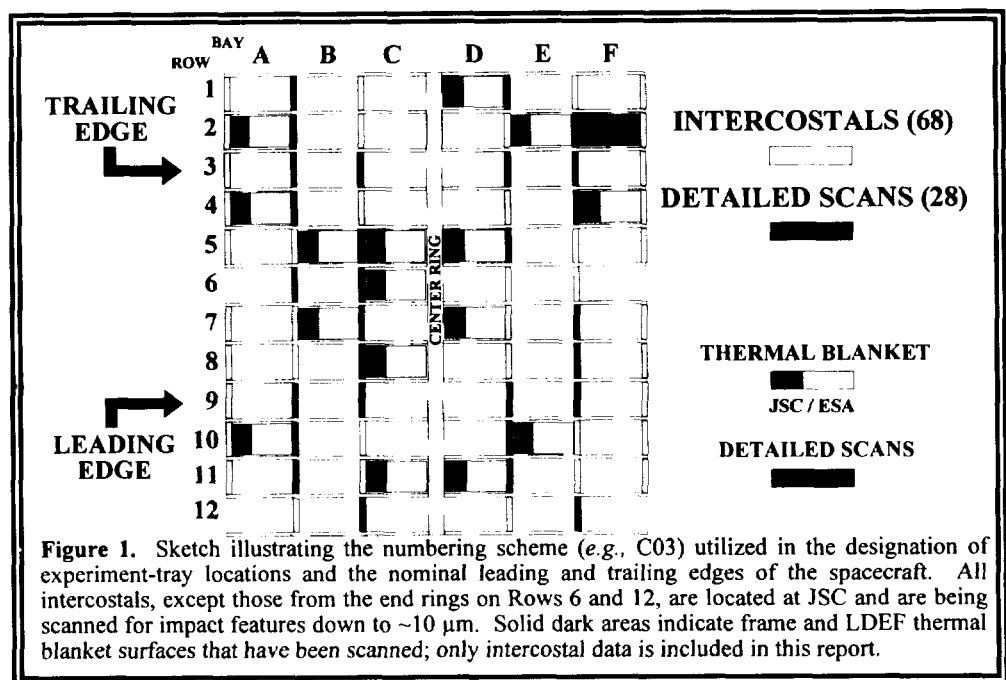 BAY A B C D E F
ROW
1
TRAILING
EDGE
2
3
4
5
6
7
8
9
10
11
12
LEADING
EDGE
CENTER RING
INTERCOSTALS (68)
DETAILED SCANS (28)
THERMAL BLANKET
JSC / ESA
DETAILED SCANS
Figure 1. Sketch illustrating the numbering scheme (e.g., C03) utilized in the designation of
experiment-tray locations and the nominal leading and trailing edges of the spacecraft. All
intercostals, except those from the end rings on Rows 6 and 12, are located at JSC and are being
scanned for impact features down to ~10 μm. Solid dark areas indicate frame and LDEF thermal
blanket surfaces that have been scanned; only intercostal data is included in this report.